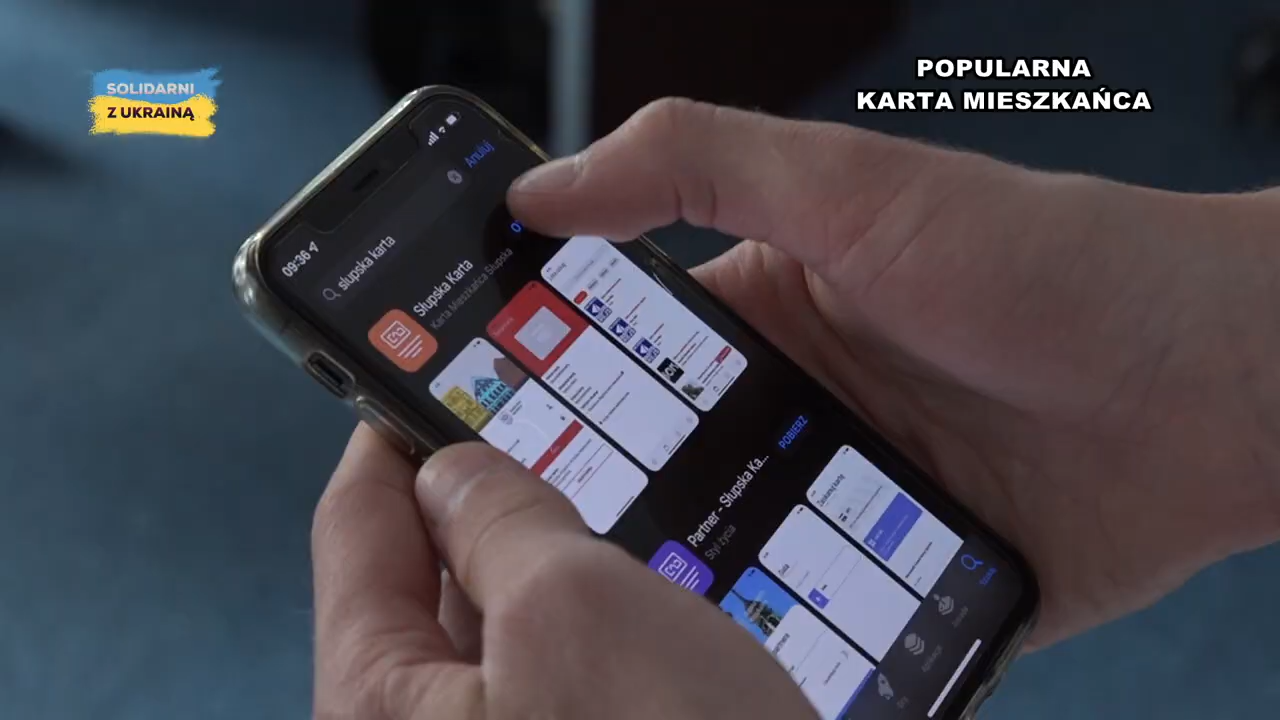 SOLIDARNI
Z UKRAINĄ
POPULARNA
KARTA MIESZKAŃCA
09:36
Anuluj
słupska karta
Słupska Karta
Karta Mieszkańca Słupska
POBIERZ
Partner - Słupska Ka...
Styl życia
Szukaj